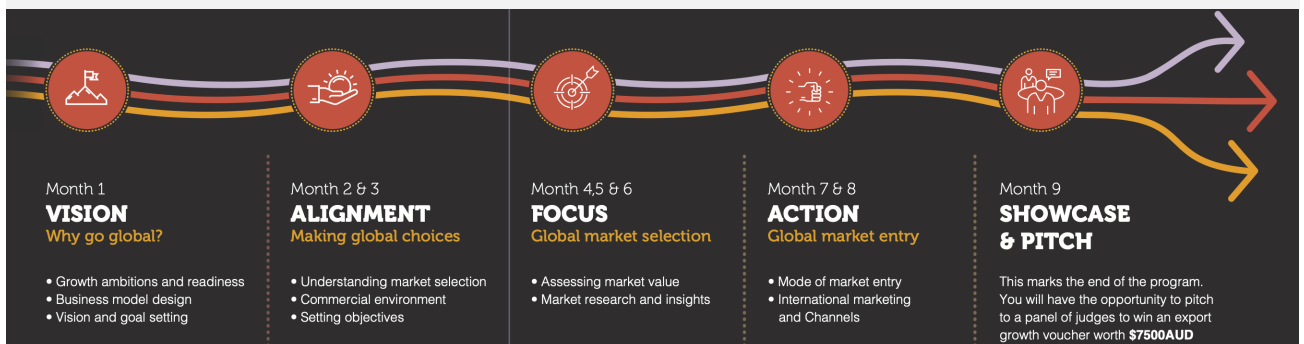 Month 1
VISION
Why go global?
• Growth ambitions and readiness
• Business model design
• Vision and goal setting
Month 2 & 3
ALIGNMENT
Making global choices
• Understanding market selection
• Commercial environment
• Setting objectives
Month 4,5 & 6
FOCUS
Global market selection
• Assessing market value
• Market research and insights
Month 7 & 8
ACTION
Global market entry
• Mode of market entry
• International marketing
and Channels
Month 9
SHOWCASE
& PITCH
This marks the end of the program.
You will have the opportunity to pitch
to a panel of judges to win an export
growth voucher worth $7500AUD